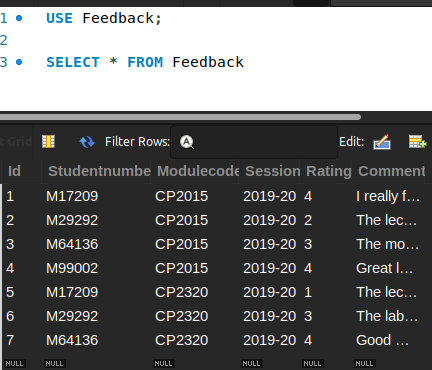 1 USE Feedback;
2
3 SELECT * FROM Feedback
Grid Filter Rows: Edit:
Id Studentnumbe Modulecode Session Rating Comment
1 M17209 CP2015 2019-20 4 I really f...
2 M29292 CP2015 2019-20 2 The lec...
3 M64136 CP2015 2019-20 3 The mo...
4 M99002 CP2015 2019-20 4 Great l...
5 M17209 CP2320 2019-20 1 The lec...
6 M29292 CP2320 2019-20 3 The lab...
7 M64136 CP2320 2019-20 4 Good ...
NULL NULL NULL NULL NULL NULL